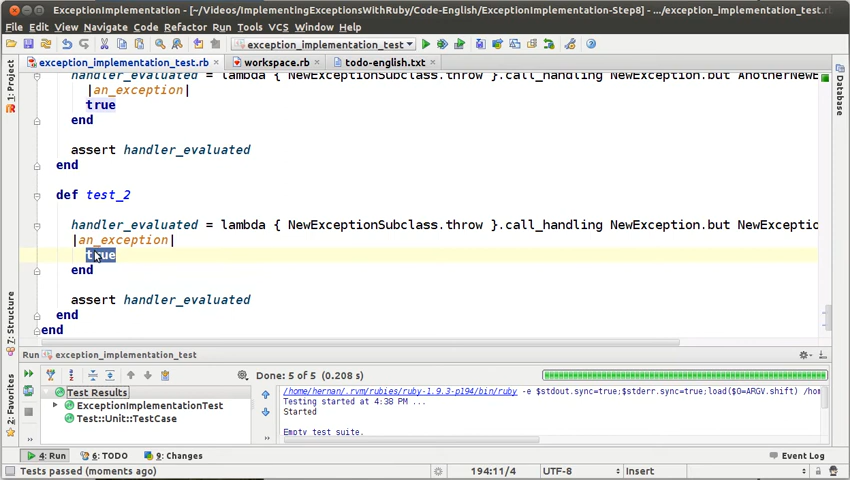 ExceptionImplementation - [~/Videos/ImplementingExceptionsWithRuby/Code-English/ExceptionImplementation-Step8] - .../exception_implementation_test.rb
File Edit View Navigate Code Refactor Run Tools VCS Window Help
exception_implementation_test
exception_implementation_test.rb workspace.rb todo-english.txt
1: Project
Database
7: Structure
2: Favorites
handler_evaluated = lambda { NewExceptionSubclass.throw }.call_handling NewException.but AnotherNewE
|an_exception|
true
end
assert handler_evaluated
end
def test_2
handler_evaluated = lambda { NewExceptionSubclass.throw }.call_handling NewException.but NewExceptio
|an_exception|
true
end
assert handler_evaluated
end
end
Run exception_implementation_test
Done: 5 of 5 (0.208 s)
Test Results
ExceptionImplementationTest
Test::Unit::TestCase
/home/hernan/.rvm/rubies/ruby-1.9.3-p194/bin/ruby -e $stdout.sync=true;$stderr.sync=true;load($0=ARGV.shift) /hom
Testing started at 4:38 PM ...
Started
Empty test suite.
4: Run 6: TODO 9: Changes Event Log
Tests passed (moments ago) 194:11/4 UTF-8 Insert